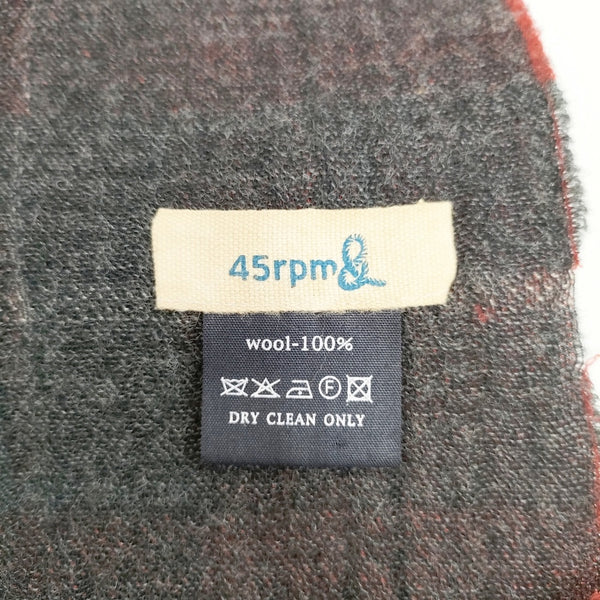 45rpm&
wool-100%
F
DRY CLEAN ONLY